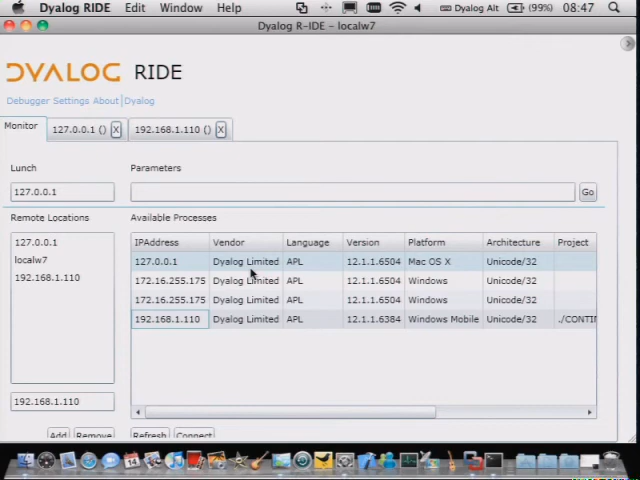 Dyalog RIDE Edit Window Help Dyalog Alt (99%) 08:47
Dyalog R-IDE - localw7
DYALOG RIDE
Debugger Settings About Dyalog
Monitor 127.0.0.1 () X 192.168.1.110 () X
Lunch Parameters
127.0.0.1 Go
Remote Locations Available Processes
127.0.0.1
localw7
192.168.1.110
IPAddress Vendor Language Version Platform Architecture Project
127.0.0.1 Dyalog Limited APL 12.1.1.6504 Mac OS X Unicode/32
172.16.255.175 Dyalog Limited APL 12.1.1.6504 Windows Unicode/32
172.16.255.175 Dyalog Limited APL 12.1.1.6504 Windows Unicode/32
192.168.1.110 Dyalog Limited APL 12.1.1.6384 Windows Mobile Unicode/32 ./CONTI
192.168.1.110
Add Remove Refresh Connect
14